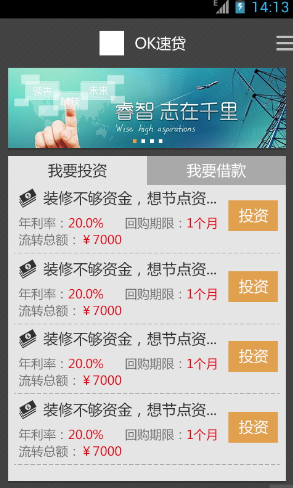 14:13
OK速贷
领先 未来
科技
睿智 志在千里
Wise high aspirations
我要投资 我要借款
装修不够资金，想节点资...
年利率：20.0% 回购期限：1个月
流转总额：￥7000
投资
装修不够资金，想节点资...
年利率：20.0% 回购期限：1个月
流转总额：￥7000
投资
装修不够资金，想节点资...
年利率：20.0% 回购期限：1个月
流转总额：￥7000
投资
装修不够资金，想节点资...
年利率：20.0% 回购期限：1个月
流转总额：￥7000
投资